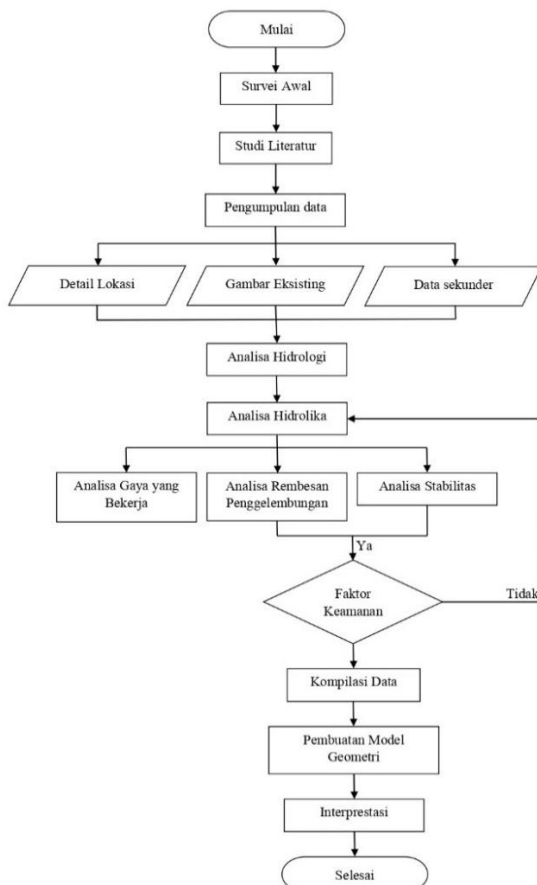 Mulai
Survei Awal
Studi Literatur
Pengumpulan data
Detail Lokasi
Gambar Eksisting
Data sekunder
Analisa Hidrologi
Analisa Hidrolika
Analisa Gaya yang
Bekerja
Analisa Rembesan
Penggelembungan
Analisa Stabilitas
Ya
Faktor
Keamanan
Tidak
Kompilasi Data
Pembuatan Model
Geometri
Interprestasi
Selesai